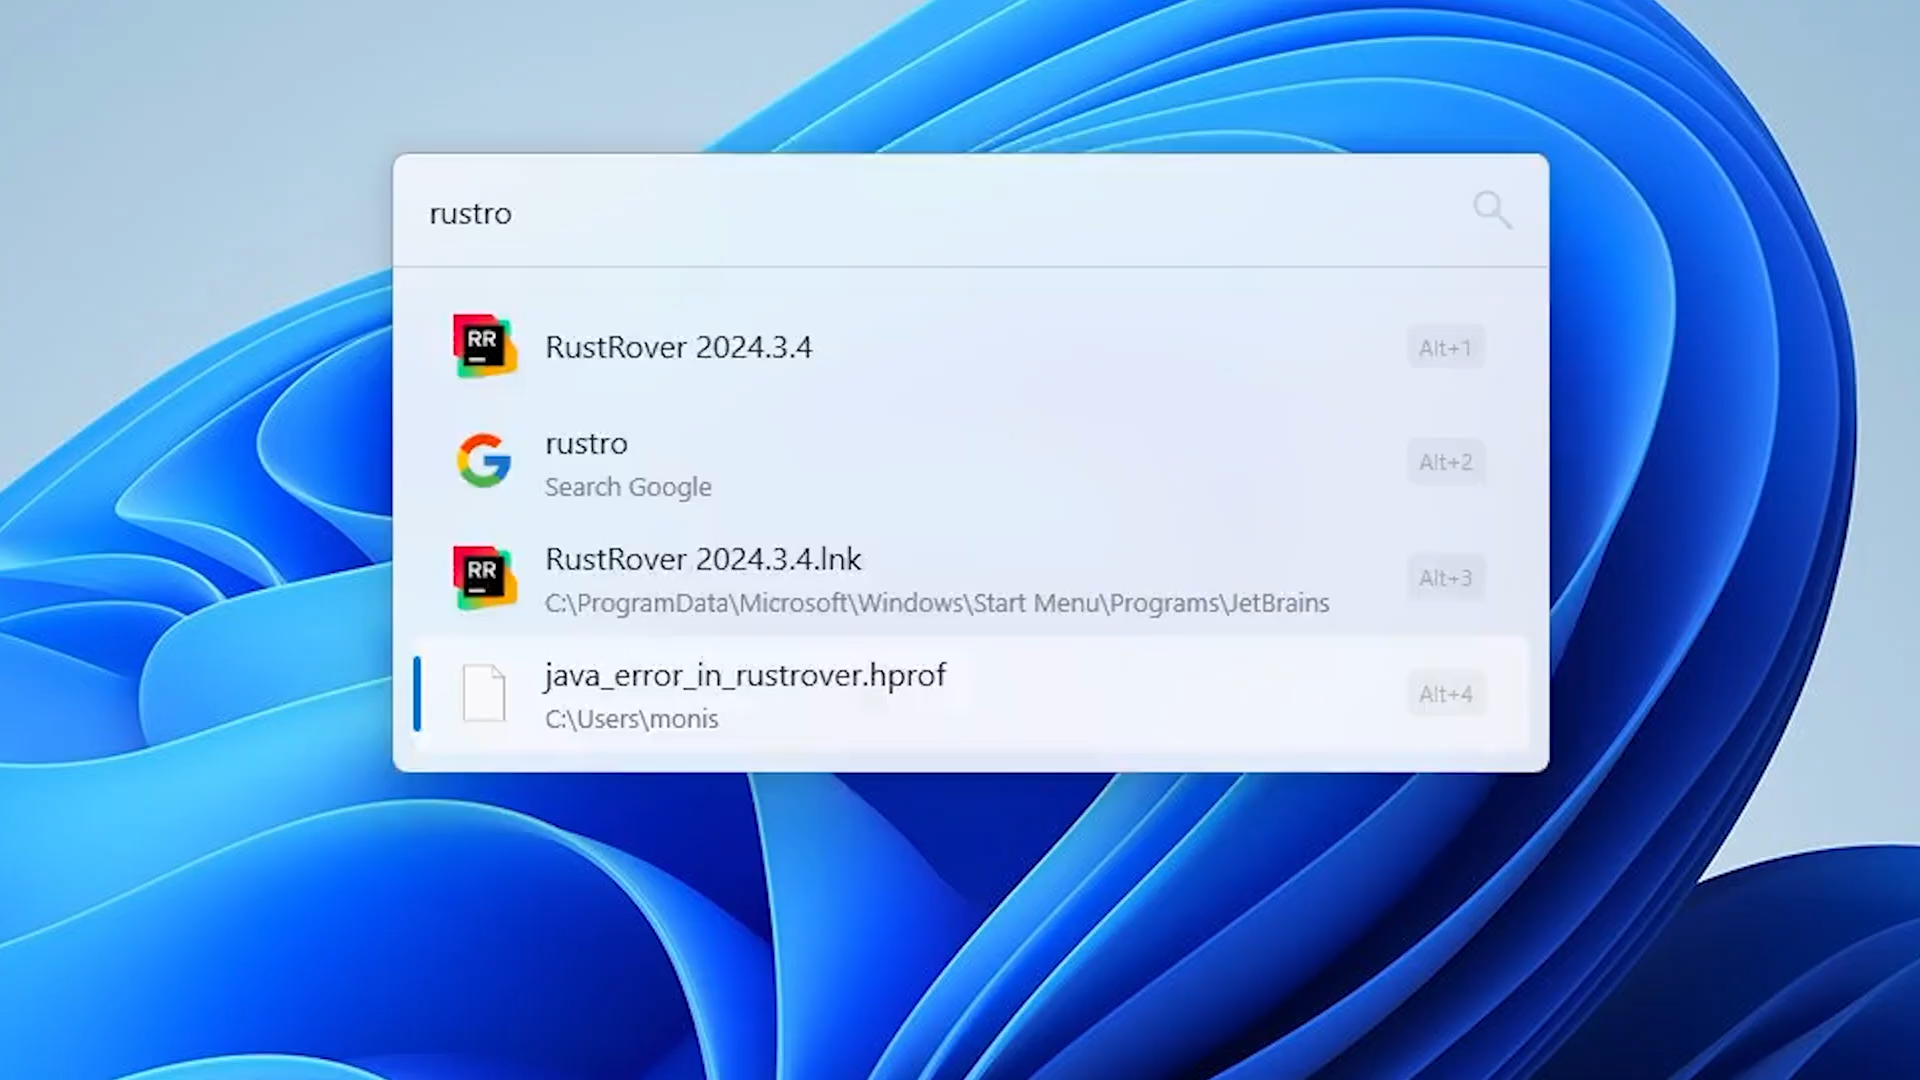 rustro
RR
RustRover 2024.3.4
Alt+1
rustro
Search Google
Alt+2
RR
RustRover 2024.3.4.lnk
C:\ProgramData\Microsoft\Windows\Start Menu\Programs\JetBrains
Alt+3
java_error_in_rustrover.hprof
C:\Users\monis
Alt+4